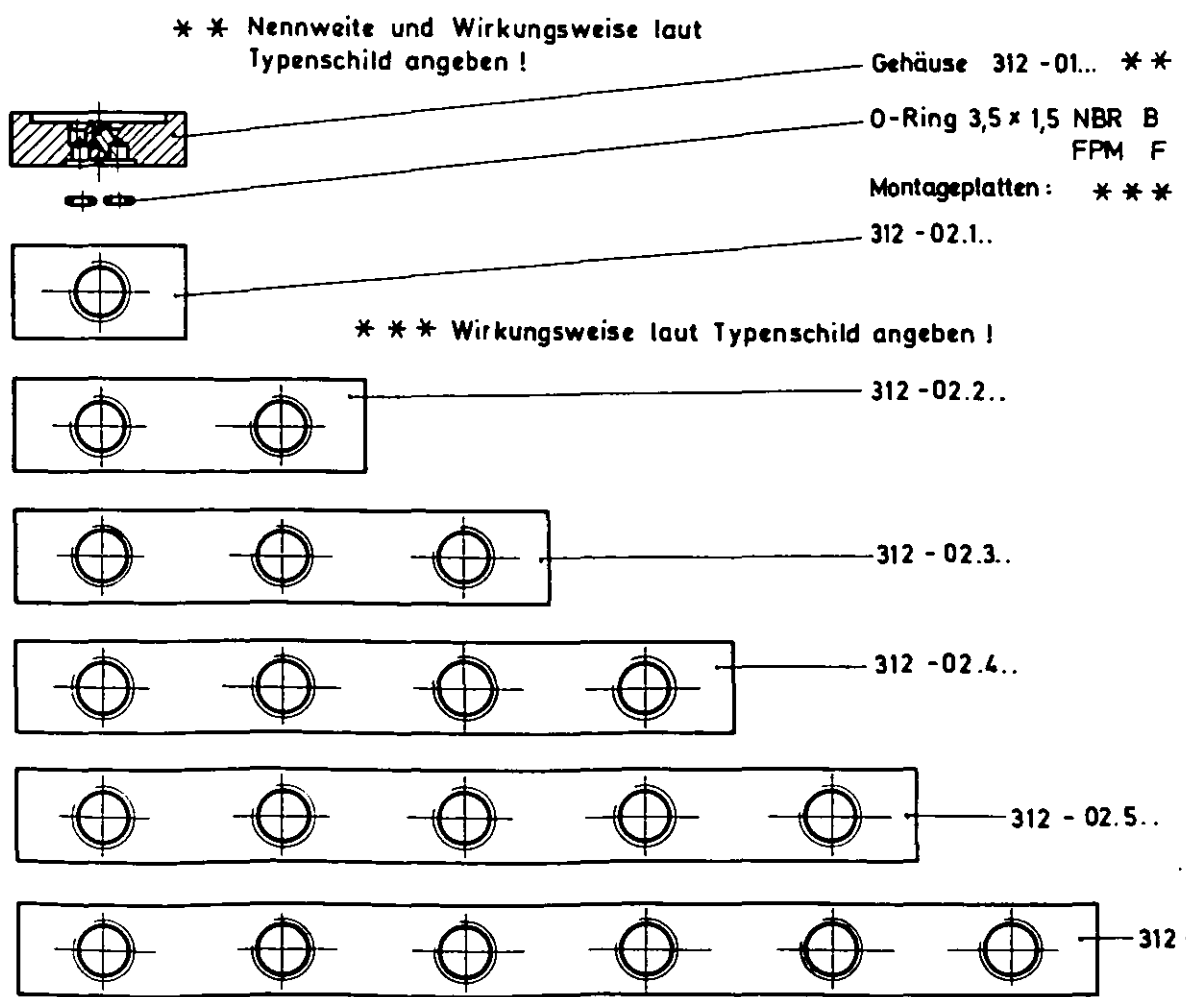 * * Nennweite und Wirkungsweise laut
Typenschild angeben !
Gehäuse 312 -01... * *
O-Ring 3,5 × 1,5 NBR B
FPM F
Montageplatten : * * *
312 - 02.1..
* * * Wirkungsweise laut Typenschild angeben !
312 - 02.2..
312 - 02.3..
312 - 02.4..
312 - 02.5..
312